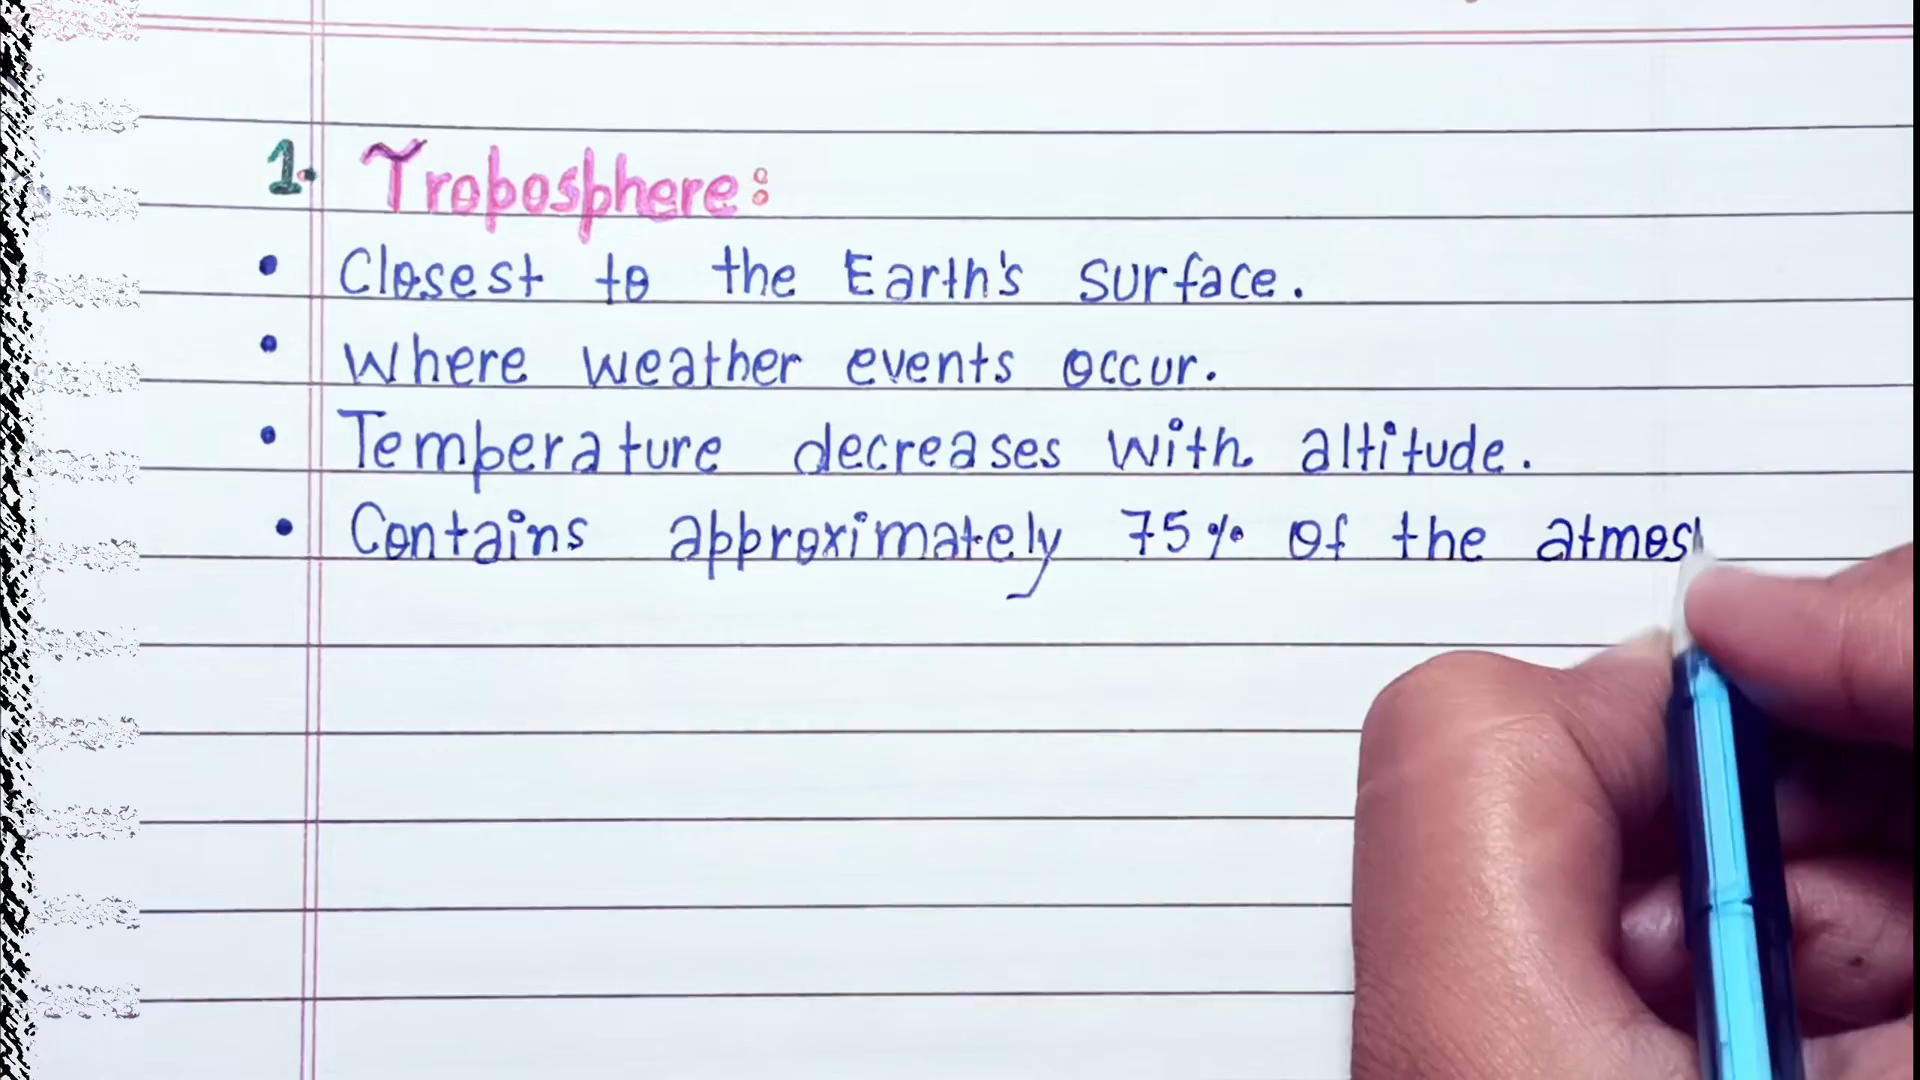 1. Troposphere:
• Closest to the Earth's surface.
• Where weather events occur.
• Temperature decreases with altitude.
• Contains approximately 75% of the atmos